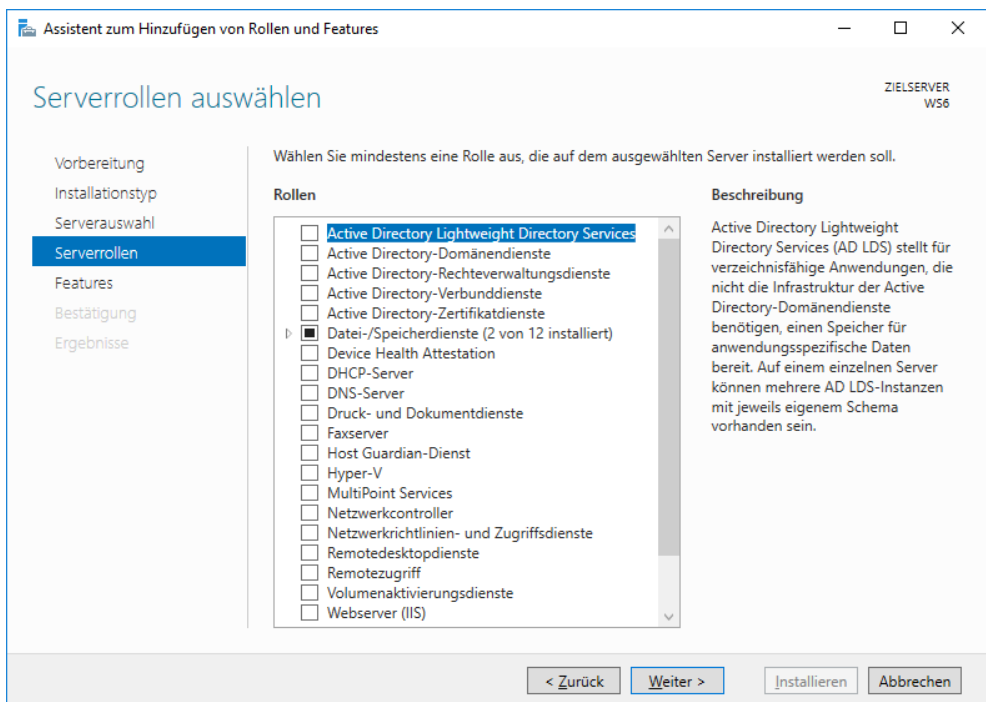 Assistent zum Hinzufügen von Rollen und Features
Serverrollen auswählen
ZIELSERVER
WS6
Vorbereitung
Installationstyp
Serverauswahl
Serverrollen
Features
Bestätigung
Ergebnisse
Wählen Sie mindestens eine Rolle aus, die auf dem ausgewählten Server installiert werden soll.
Rollen
Active Directory Lightweight Directory Services
Active Directory-Domänendienste
Active Directory-Rechteverwaltungsdienste
Active Directory-Verbunddienste
Active Directory-Zertifikatdienste
Datei-/Speicherdienste (2 von 12 installiert)
Device Health Attestation
DHCP-Server
DNS-Server
Druck- und Dokumentdienste
Faxserver
Host Guardian-Dienst
Hyper-V
MultiPoint Services
Netzwerkcontroller
Netzwerkrichtlinien- und Zugriffsdienste
Remotedesktopdienste
Remotezugriff
Volumenaktivierungsdienste
Webserver (IIS)
Beschreibung
Active Directory Lightweight
Directory Services (AD LDS) stellt für
verzeichnisfähige Anwendungen, die
nicht die Infrastruktur der Active
Directory-Domänendienste
benötigen, einen Speicher für
anwendungsspezifische Daten
bereit. Auf einem einzelnen Server
können mehrere AD LDS-Instanzen
mit jeweils eigenem Schema
vorhanden sein.
< Zurück
Weiter >
Installieren
Abbrechen